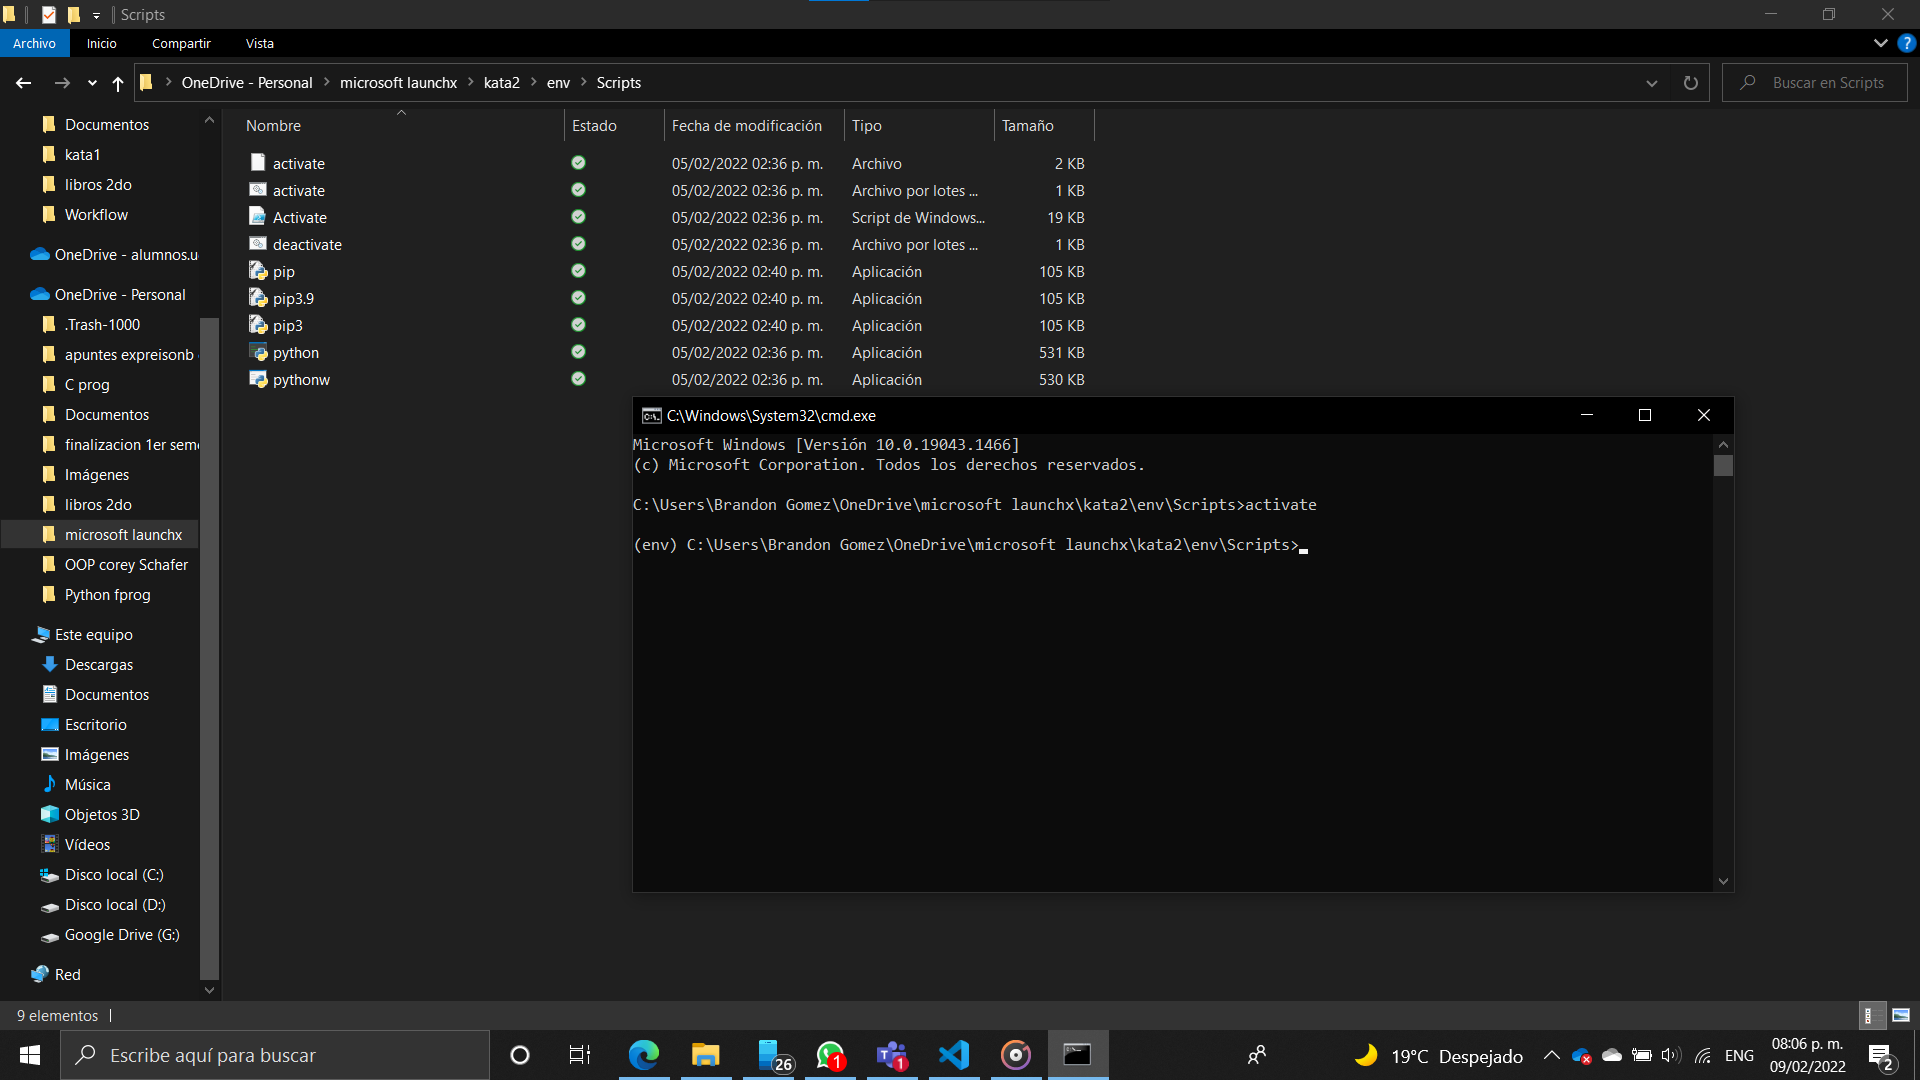 Scripts
Archivo Inicio Compartir Vista
OneDrive - Personal microsoft launchx kata2 env Scripts Buscar en Scripts
Documentos
kata1
libros 2do
Workflow
OneDrive - alumnos.u
OneDrive - Personal
.Trash-1000
apuntes expreisonb
C prog
Documentos
finalizacion 1er seme
Imágenes
libros 2do
microsoft launchx
OOP corey Schafer
Python fprog
Este equipo
Descargas
Documentos
Escritorio
Imágenes
Música
Objetos 3D
Vídeos
Disco local (C:)
Disco local (D:)
Google Drive (G:)
Red
Nombre Estado Fecha de modificación Tipo Tamaño
activate 05/02/2022 02:36 p. m. Archivo 2 KB
activate 05/02/2022 02:36 p. m. Archivo por lotes ... 1 KB
Activate 05/02/2022 02:36 p. m. Script de Windows... 19 KB
deactivate 05/02/2022 02:36 p. m. Archivo por lotes ... 1 KB
pip 05/02/2022 02:40 p. m. Aplicación 105 KB
pip3.9 05/02/2022 02:40 p. m. Aplicación 105 KB
pip3 05/02/2022 02:40 p. m. Aplicación 105 KB
python 05/02/2022 02:36 p. m. Aplicación 531 KB
pythonw 05/02/2022 02:36 p. m. Aplicación 530 KB
C:\Windows\System32\cmd.exe
Microsoft Windows [Versión 10.0.19043.1466]
(c) Microsoft Corporation. Todos los derechos reservados.
C:\Users\Brandon Gomez\OneDrive\microsoft launchx\kata2\env\Scripts>activate
(env) C:\Users\Brandon Gomez\OneDrive\microsoft launchx\kata2\env\Scripts>
9 elementos
Escribe aquí para buscar
26
1
1
19°C Despejado
ENG
08:06 p. m.
09/02/2022
2